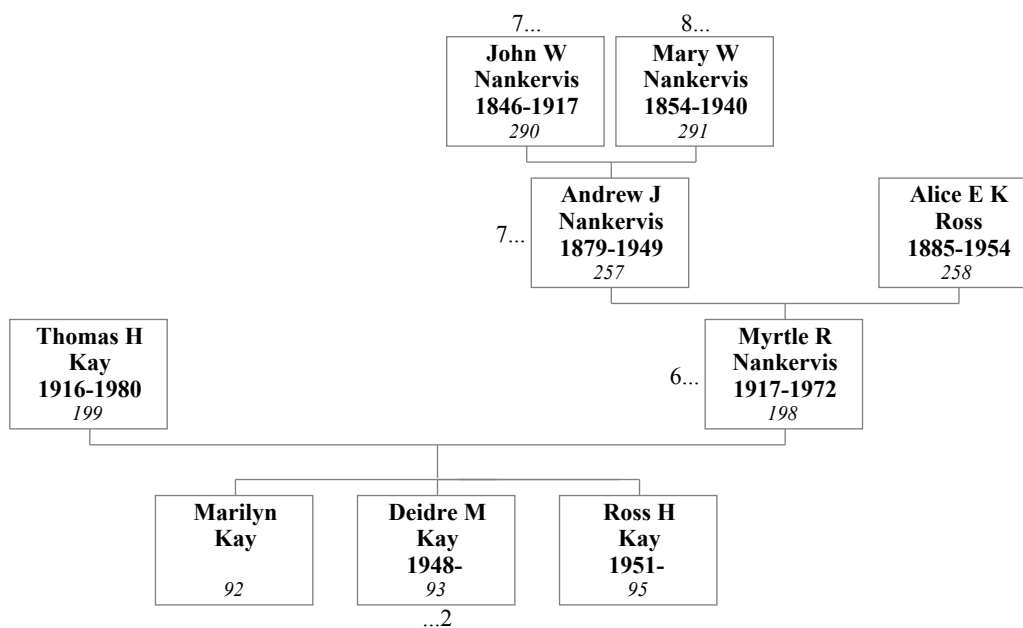 7...
John W
Nankervis
1846-1917
290
8...
Mary W
Nankervis
1854-1940
291
7...
Andrew J
Nankervis
1879-1949
257
Alice E K
Ross
1885-1954
258
Thomas H
Kay
1916-1980
199
6...
Myrtle R
Nankervis
1917-1972
198
Marilyn
Kay
92
Deidre M
Kay
1948-
93
...2
Ross H
Kay
1951-
95